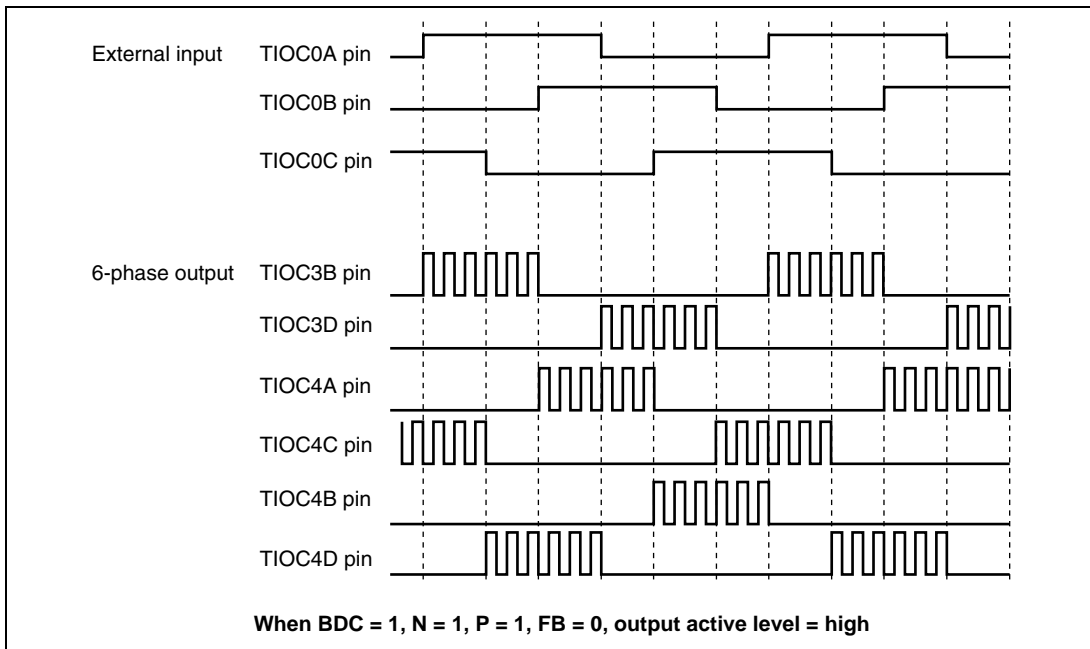 External input TIOC0A pin
TIOC0B pin
TIOC0C pin
6-phase output TIOC3B pin
TIOC3D pin
TIOC4A pin
TIOC4C pin
TIOC4B pin
TIOC4D pin
When BDC = 1, N = 1, P = 1, FB = 0, output active level = high